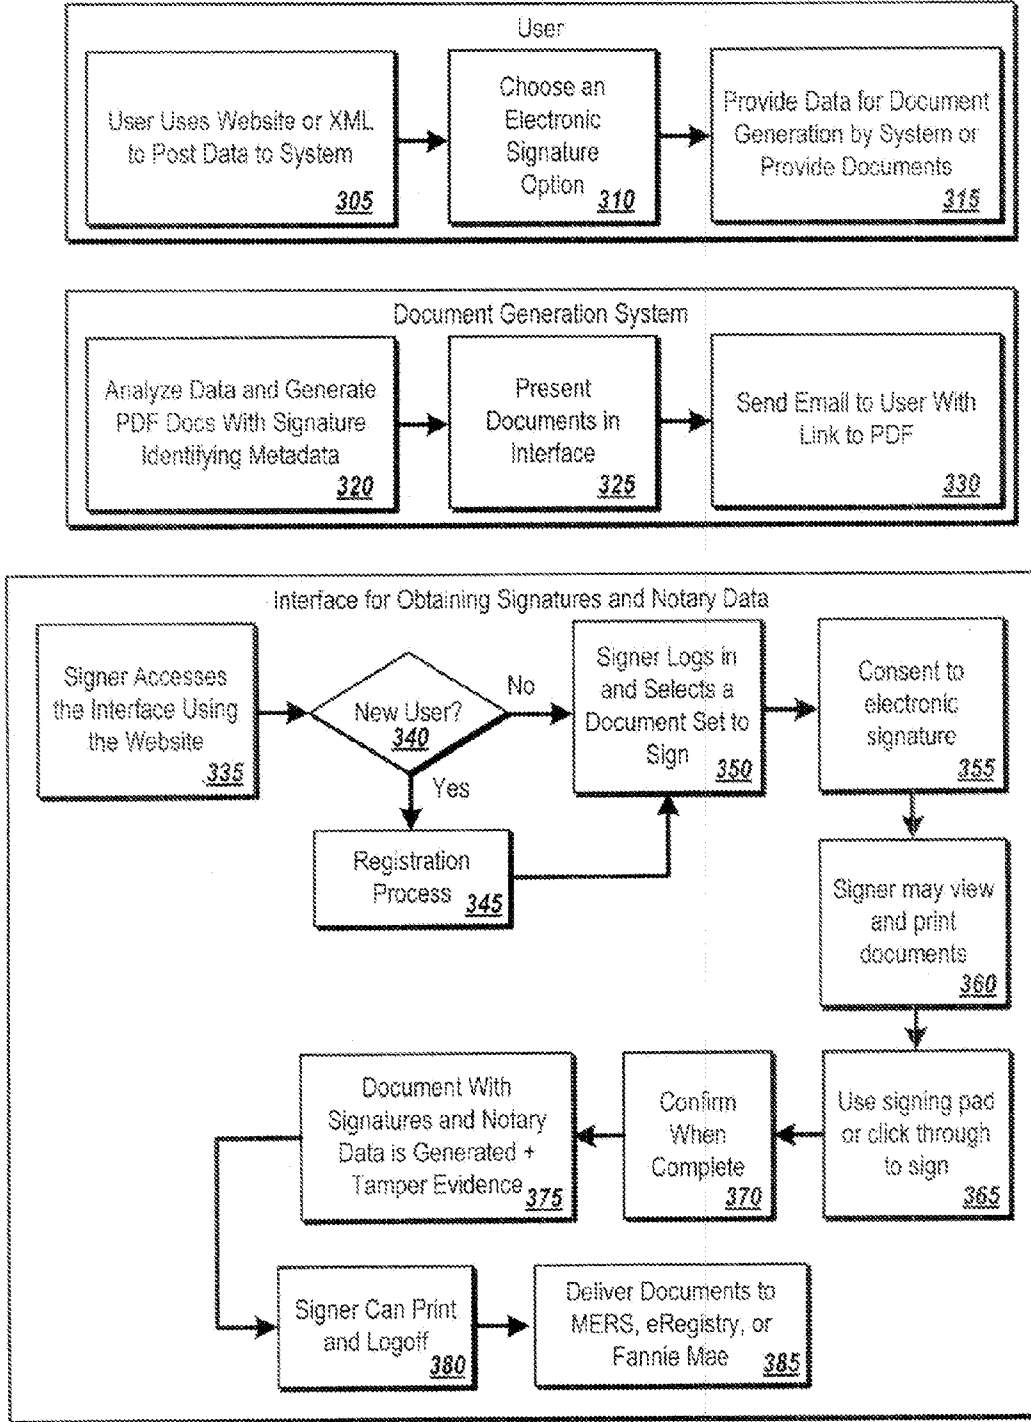 User
User Uses Website or XML
to Post Data to System
305
Choose an
Electronic
Signature
Option
310
Provide Data for Document
Generation by System or
Provide Documents
315
Document Generation System
Analyze Data and Generate
PDF Docs With Signature
Identifying Metadata
320
Present
Documents in
Interface
325
Send Email to User With
Link to PDF
330
Interface for Obtaining Signatures and Notary Data
Signer Accesses
the Interface Using
the Website
335
New User?
340
No
Yes
Registration
Process
345
Signer Logs in
and Selects a
Document Set to
Sign
350
Consent to
electronic
signature
355
Signer may view
and print
documents
360
Use signing pad
or click through
to sign
365
Confirm
When
Complete
370
Document With
Signatures and Notary
Data is Generated +
Tamper Evidence
375
Signer Can Print
and Logoff
380
Deliver Documents to
MERS, eRegistry, or
Fannie Mae
385